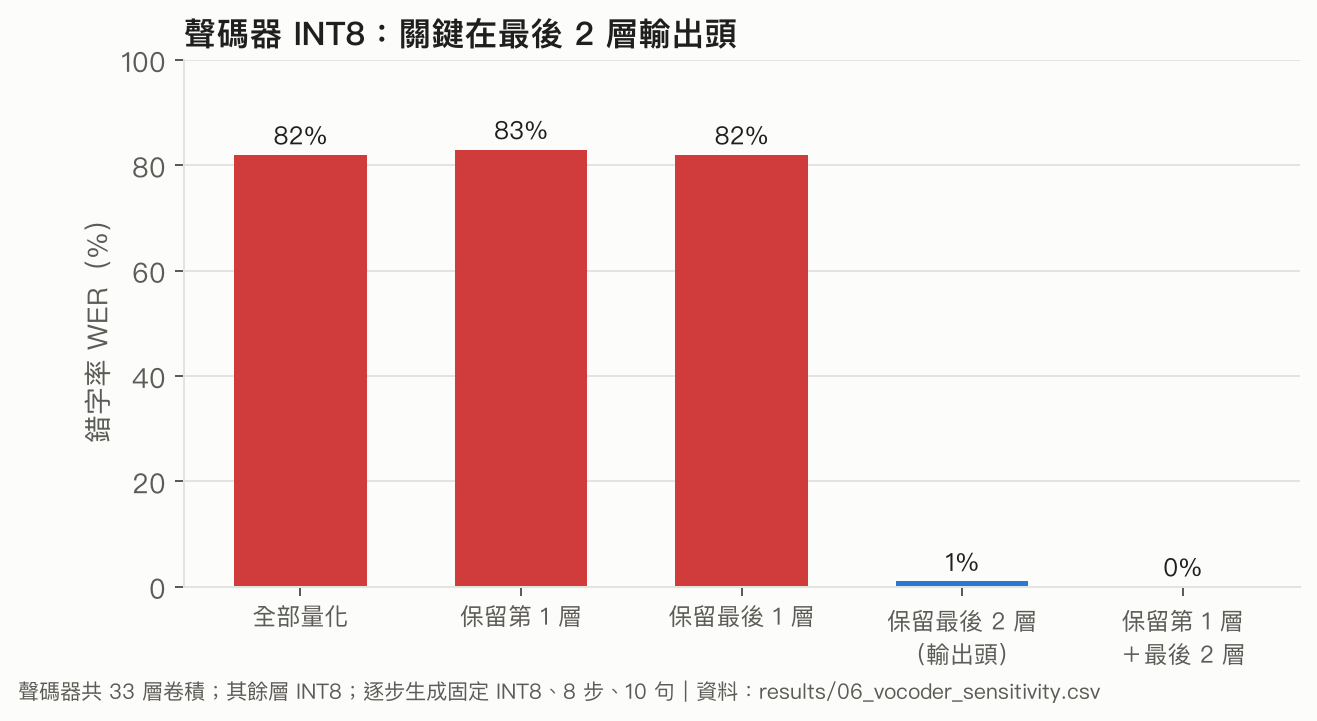 聲碼器 INT8：關鍵在最後 2 層輸出頭
錯字率 WER（%）
100
80
60
40
20
0
82%
83%
82%
1%
0%
全部量化
保留第 1 層
保留最後 1 層
保留最後 2 層
（輸出頭）
保留第 1 層
＋最後 2 層
聲碼器共 33 層卷積；其餘層 INT8；逐步生成固定 INT8、8 步、10 句｜資料：results/06_vocoder_sensitivity.csv